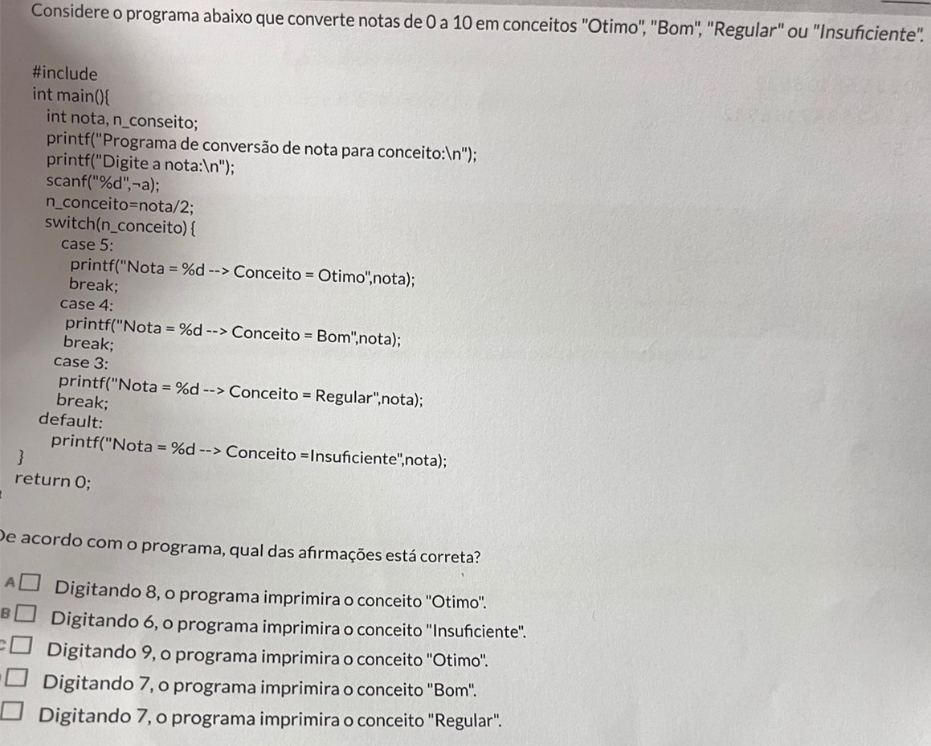 Considere o programa abaixo que converte notas de 0 a 10 em conceitos "Otimo", "Bom", "Regular" ou "Insuficiente".
#include
int main(){
int nota, n_conseito;
printf("Programa de conversão de nota para conceito:\n");
printf("Digite a nota:\n");
scanf("%d",¬a);
n_conceito=nota/2;
switch(n_conceito) {
case 5:
printf("Nota = %d --> Conceito = Otimo",nota);
break;
case 4:
printf("Nota = %d --> Conceito = Bom",nota);
break;
case 3:
printf("Nota = %d --> Conceito = Regular",nota);
break;
default:
printf("Nota = %d --> Conceito =Insuficiente",nota);
}
return 0;
De acordo com o programa, qual das afirmações está correta?
A Digitando 8, o programa imprimira o conceito "Otimo".
B Digitando 6, o programa imprimira o conceito "Insuficiente".
C Digitando 9, o programa imprimira o conceito "Otimo".
Digitando 7, o programa imprimira o conceito "Bom".
Digitando 7, o programa imprimira o conceito "Regular".